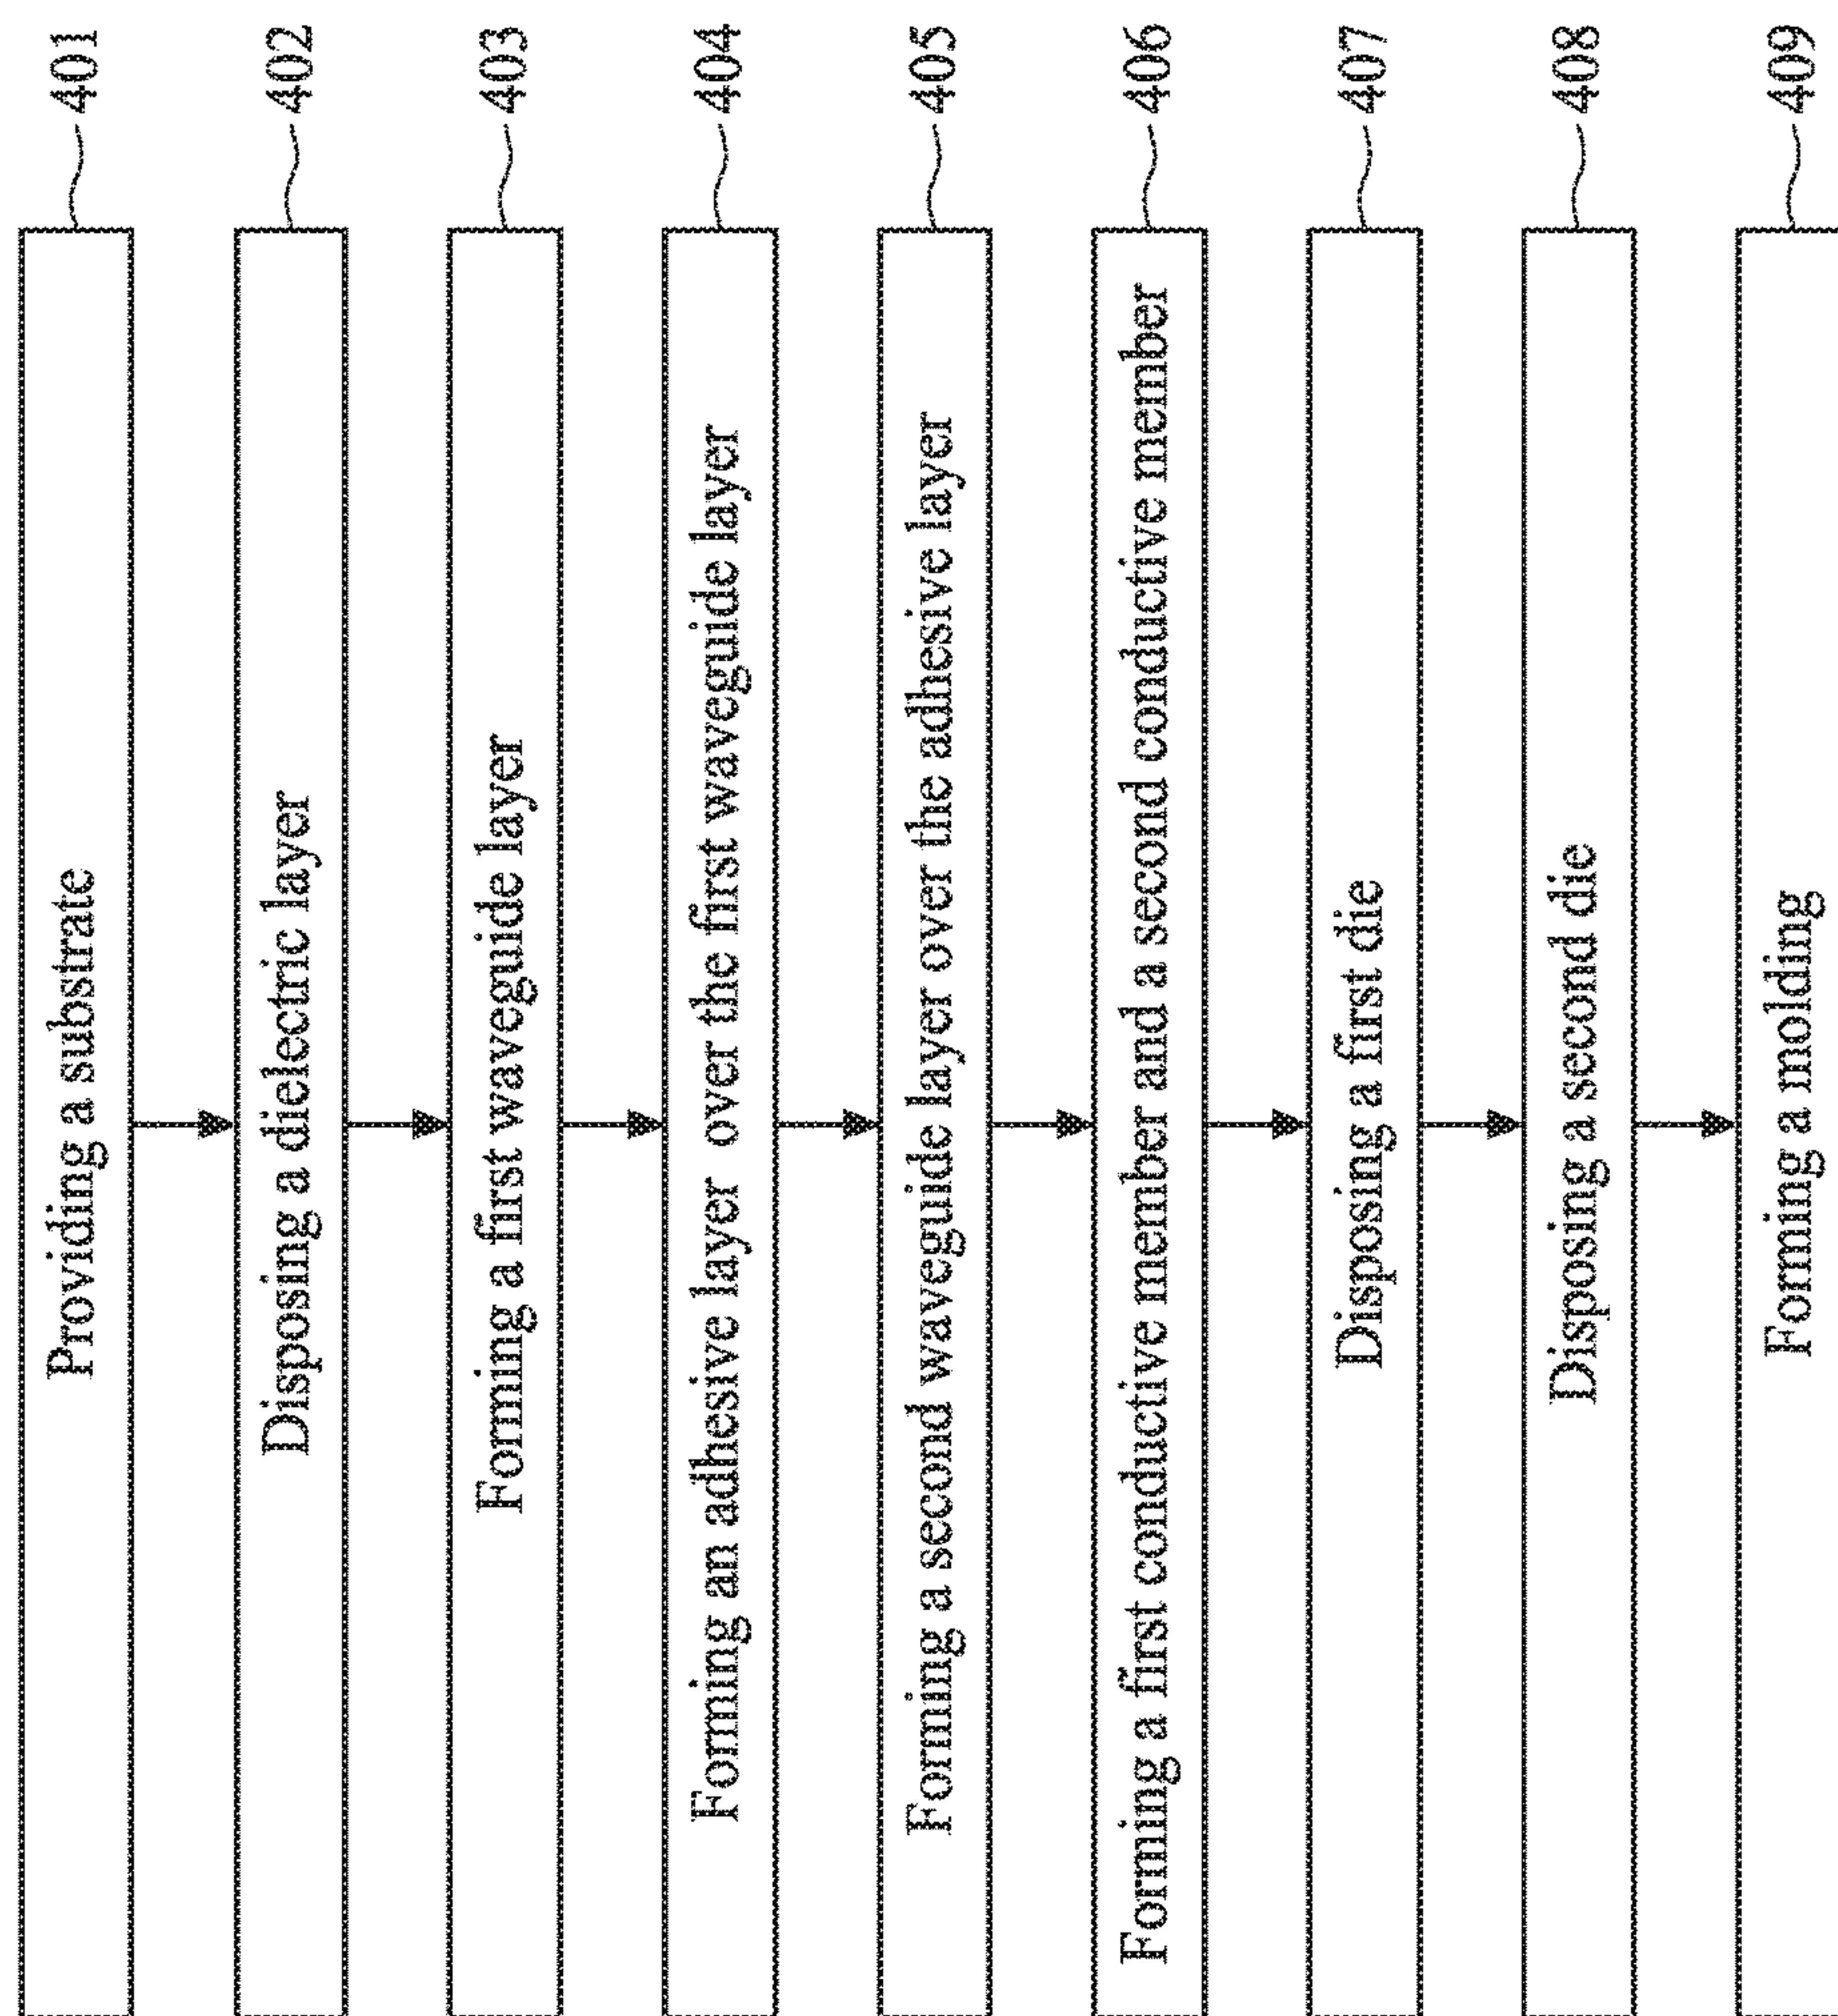 Providing a substrate 401
Disposing a dielectric layer 402
Forming a first waveguide layer 403
Forming an adhesive layer over the first waveguide layer 404
Forming a second waveguide layer over the adhesive layer 405
Forming a first conductive member and a second conductive member 406
Disposing a first die 407
Disposing a second die 408
Forming a molding 409